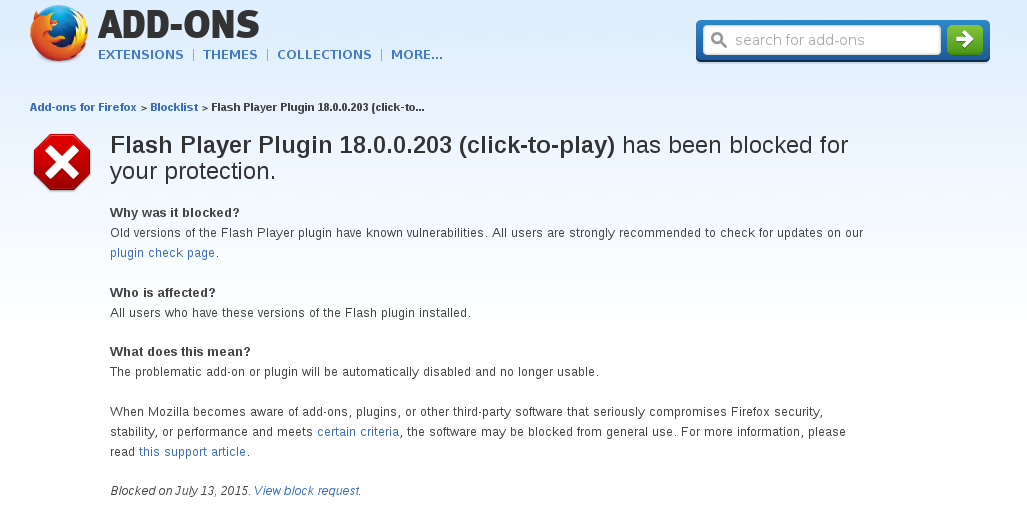 ADD-ONS
EXTENSIONS | THEMES | COLLECTIONS | MORE...
search for add-ons
Add-ons for Firefox > Blocklist > Flash Player Plugin 18.0.0.203 (click-to...
Flash Player Plugin 18.0.0.203 (click-to-play) has been blocked for
your protection.
Why was it blocked?
Old versions of the Flash Player plugin have known vulnerabilities. All users are strongly recommended to check for updates on our
plugin check page.
Who is affected?
All users who have these versions of the Flash plugin installed.
What does this mean?
The problematic add-on or plugin will be automatically disabled and no longer usable.
When Mozilla becomes aware of add-ons, plugins, or other third-party software that seriously compromises Firefox security,
stability, or performance and meets certain criteria, the software may be blocked from general use. For more information, please
read this support article.
Blocked on July 13, 2015. View block request.